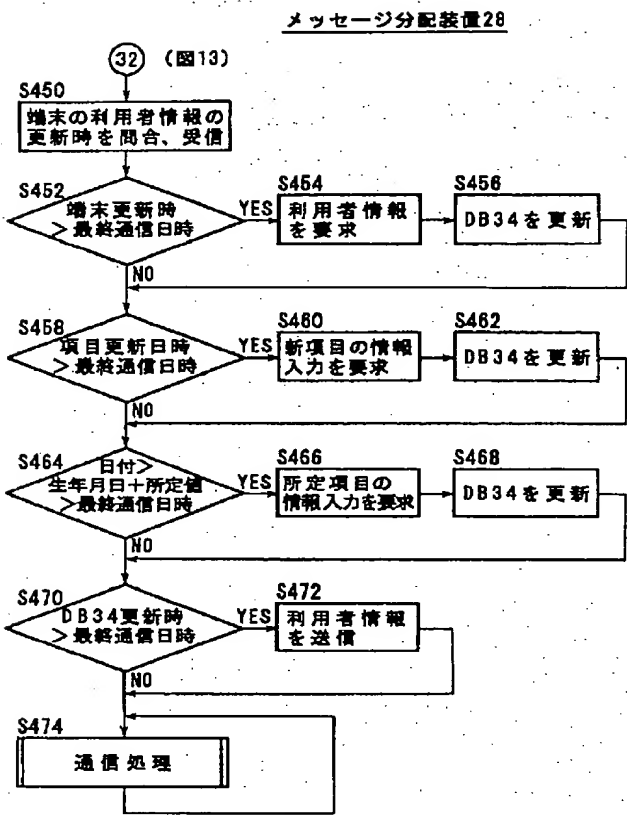 メッセージ分配装置28
32 (図13)
S450
端末の利用者情報の
更新時を問合、受信
S452
端末更新時
>最終通信日時
YES
NO
S454
利用者情報
を要求
S456
DB34を更新
S458
項目更新日時
>最終通信日時
YES
NO
S460
新項目の情報
入力を要求
S462
DB34を更新
S464
日付>
生年月日+所定値
>最終通信日時
YES
NO
S466
所定項目の
情報入力を要求
S468
DB34を更新
S470
DB34更新時
>最終通信日時
YES
NO
S472
利用者情報
を送信
S474
通信処理